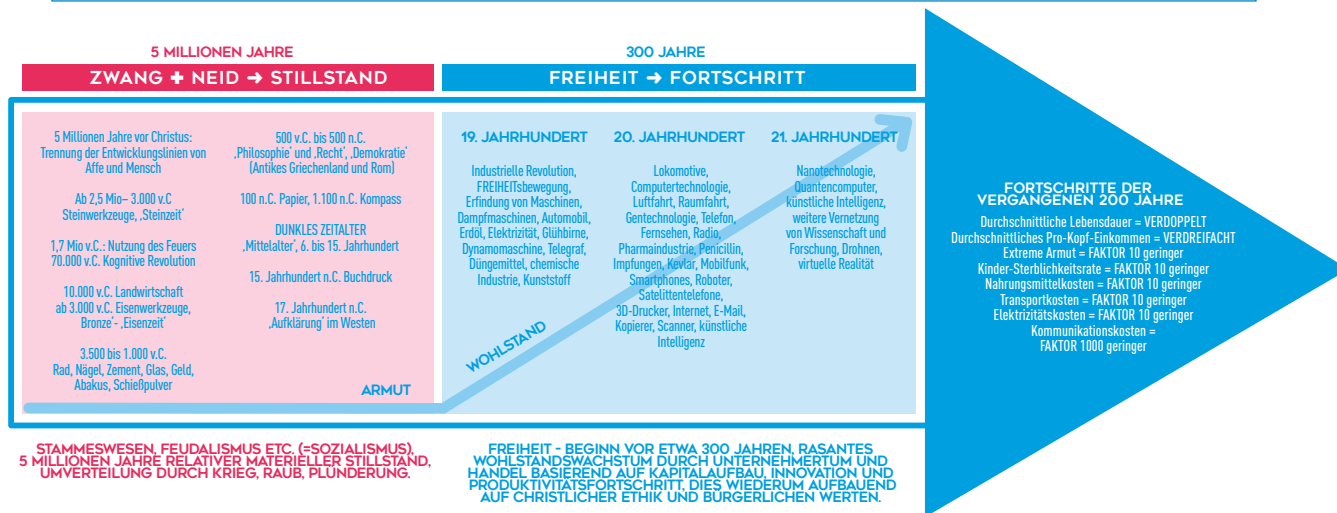 5 MILLIONEN JAHRE
ZWANG + NEID → STILLSTAND
5 Millionen Jahre vor Christus:
Trennung der Entwicklungslinien von
Affe und Mensch
Ab 2,5 Mio– 3.000 v.C
Steinwerkzeuge, ‚Steinzeit‘
1,7 Mio v.C.: Nutzung des Feuers
70.000 v.C. Kognitive Revolution
10.000 v.C. Landwirtschaft
ab 3.000 v.C. Eisenwerkzeuge,
Bronze‘- ‚Eisenzeit‘
3.500 bis 1.000 v.C.
Rad, Nägel, Zement, Glas, Geld,
Abakus, Schießpulver
500 v.C. bis 500 n.C.
‚Philosophie‘ und ‚Recht‘, ‚Demokratie‘
(Antikes Griechenland und Rom)
100 n.C. Papier, 1.100 n.C. Kompass
DUNKLES ZEITALTER
‚Mittelalter‘, 6. bis 15. Jahrhundert
15. Jahrhundert n.C. Buchdruck
17. Jahrhundert n.C.
‚Aufklärung‘ im Westen
ARMUT
STAMMESWESEN, FEUDALISMUS ETC. (=SOZIALISMUS),
5 MILLIONEN JAHRE RELATIVER MATERIELLER STILLSTAND,
UMVERTEILUNG DURCH KRIEG, RAUB, PLÜNDERUNG.
300 JAHRE
FREIHEIT → FORTSCHRITT
19. JAHRHUNDERT
Industrielle Revolution,
FREIHEITsbewegung,
Erfindung von Maschinen,
Dampfmaschinen, Automobil,
Erdöl, Elektrizität, Glühbirne,
Dynamomaschine, Telegraf,
Düngemittel, chemische
Industrie, Kunststoff
20. JAHRHUNDERT
Lokomotive,
Computertechnologie,
Luftfahrt, Raumfahrt,
Gentechnologie, Telefon,
Fernsehen, Radio,
Pharmaindustrie, Penicillin,
Impfungen, Kevlar, Mobilfunk,
Smartphones, Roboter,
Satelittentelefone,
3D-Drucker, Internet, E-Mail,
Kopierer, Scanner, künstliche
Intelligenz
21. JAHRHUNDERT
Nanotechnologie,
Quantencomputer,
künstliche Intelligenz,
weitere Vernetzung
von Wissenschaft und
Forschung, Drohnen,
virtuelle Realität
WOHLSTAND
FREIHEIT - BEGINN VOR ETWA 300 JAHREN, RASANTES
WOHLSTANDSWACHSTUM DURCH UNTERNEHMERTUM UND
HANDEL BASIEREND AUF KAPITALAUFBAU, INNOVATION UND
PRODUKTIVITÄTSFORTSCHRITT, DIES WIEDERUM AUFBAUEND
AUF CHRISTLICHER ETHIK UND BÜRGERLICHEN WERTEN.
FORTSCHRITTE DER
VERGANGENEN 200 JAHRE
Durchschnittliche Lebensdauer = VERDOPPELT
Durchschnittliches Pro-Kopf-Einkommen = VERDREIFACHT
Extreme Armut = FAKTOR 10 geringer
Kinder-Sterblichkeitsrate = FAKTOR 10 geringer
Nahrungsmittelkosten = FAKTOR 10 geringer
Transportkosten = FAKTOR 10 geringer
Elektrizitätskosten = FAKTOR 10 geringer
Kommunikationskosten =
FAKTOR 1000 geringer